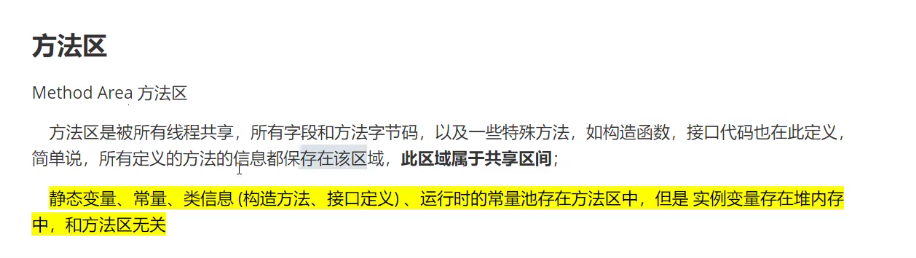 方法区
Method Area 方法区
方法区是被所有线程共享，所有字段和方法字节码，以及一些特殊方法，如构造函数，接口代码也在此定义，
简单说，所有定义的方法的信息都保存在该区域，此区域属于共享区间；
静态变量、常量、类信息 (构造方法、接口定义) 、运行时的常量池存在方法区中，但是 实例变量存在堆内存
中，和方法区无关